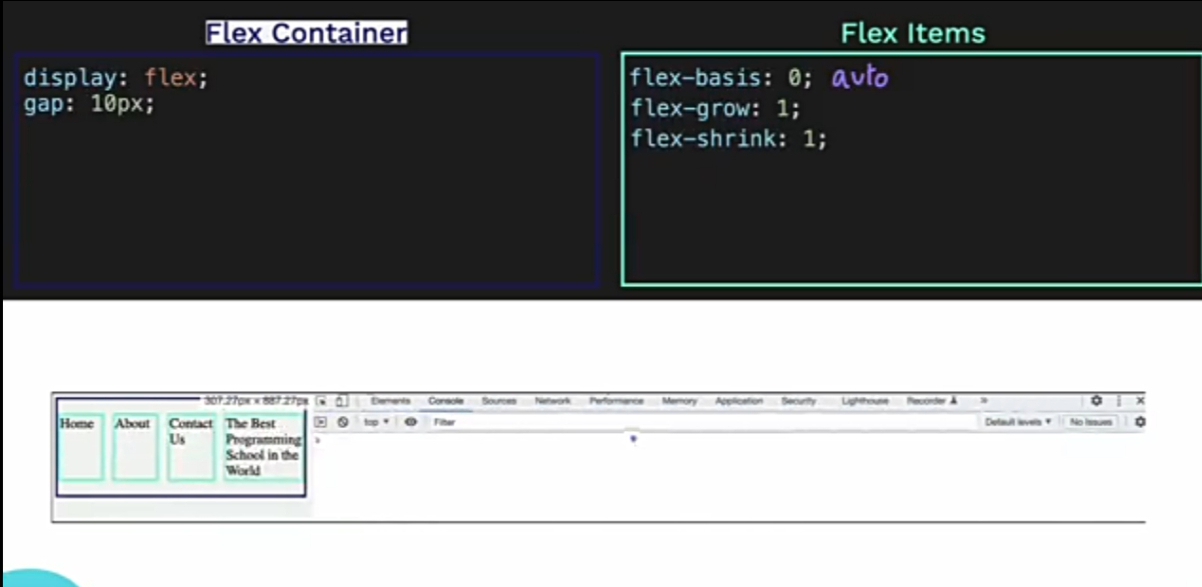 Flex Container
display: flex;
gap: 10px;
Flex Items
flex-basis: 0; auto
flex-grow: 1;
flex-shrink: 1;
307.27px × 887.27px
Elements Console Sources Network Performance Memory Application Security Lighthouse Recorder »
top ▼ Filter Default levels ▼ No Issues
Home
About
Contact
Us
The Best
Programming
School in the
World